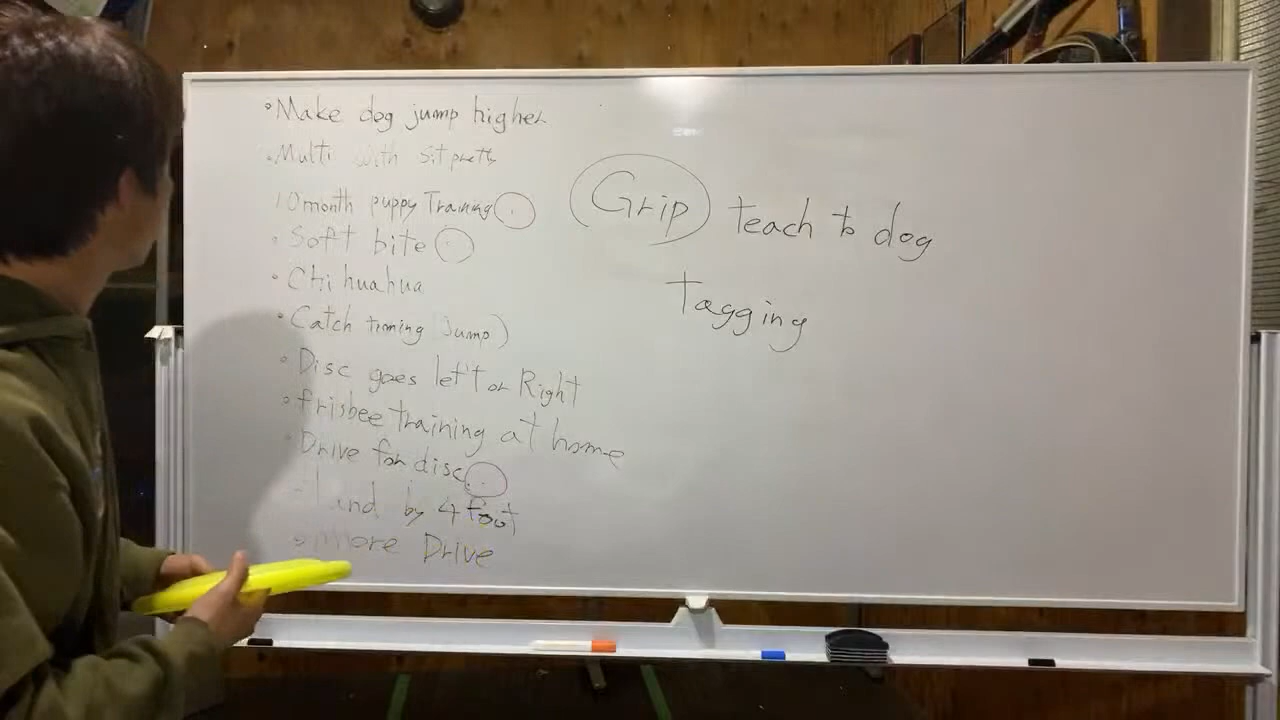 • Make dog jump higher
• Multi with sit pretty
10 month puppy Training
• Soft bite
• Chihuahua
• Catch timing (jump)
• Disc goes left or Right
• frisbee training at home
• Drive for disc
Land by 4 foot
• More Drive
Grip teach to dog
tagging